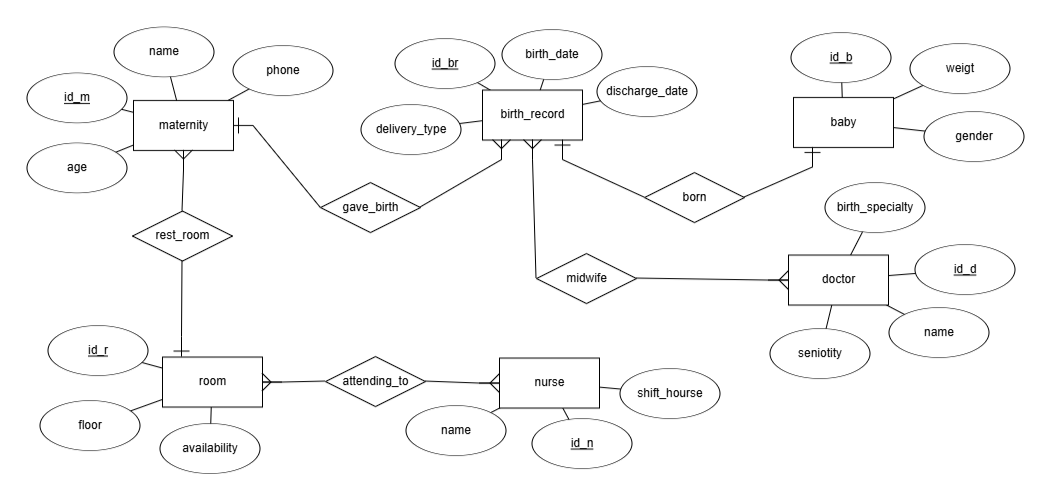 name
phone
id_m
maternity
age
id_br
birth_date
discharge_date
birth_record
delivery_type
id_b
weigt
baby
gender
gave_birth
born
rest_room
midwife
birth_specialty
doctor
id_d
name
seniotity
id_r
room
floor
availability
attending_to
nurse
shift_hourse
name
id_n